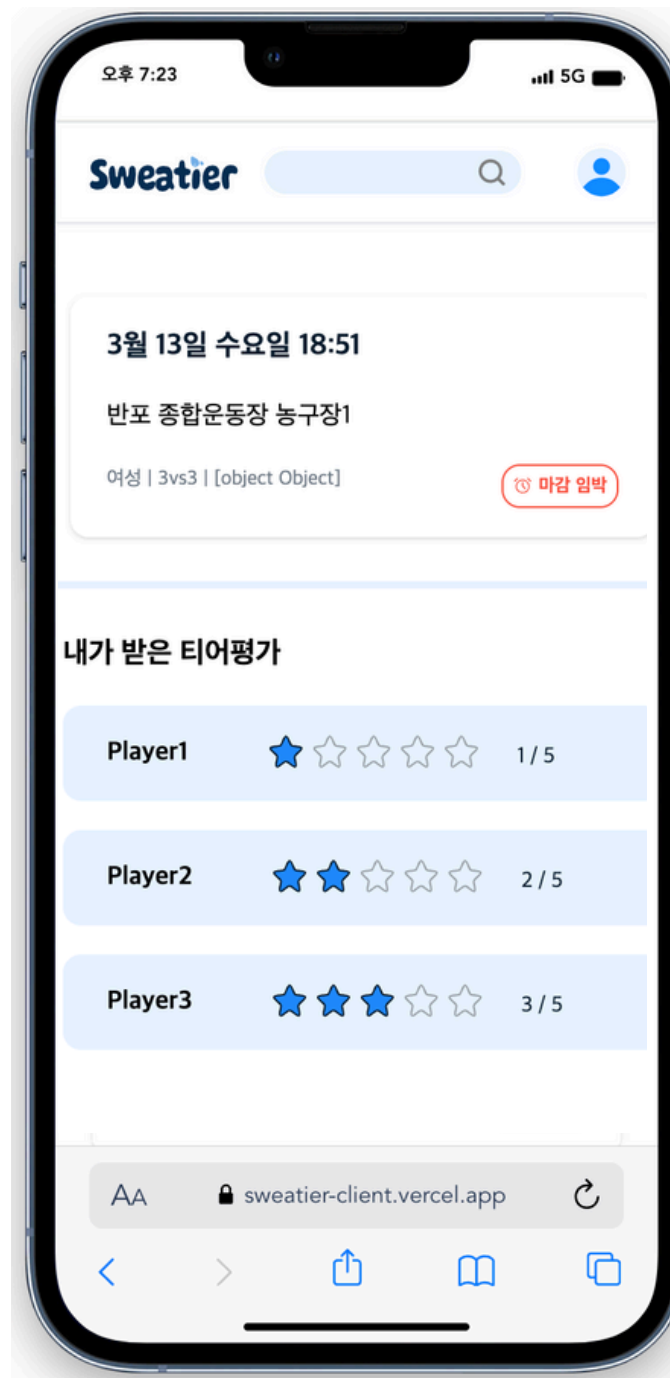 오후 7:23
5G
Sweatier
3월 13일 수요일 18:51
반포 종합운동장 농구장1
여성 | 3vs3 | [object Object]
마감 임박
내가 받은 티어평가
Player1 1 / 5
Player2 2 / 5
Player3 3 / 5
AA sweatier-client.vercel.app